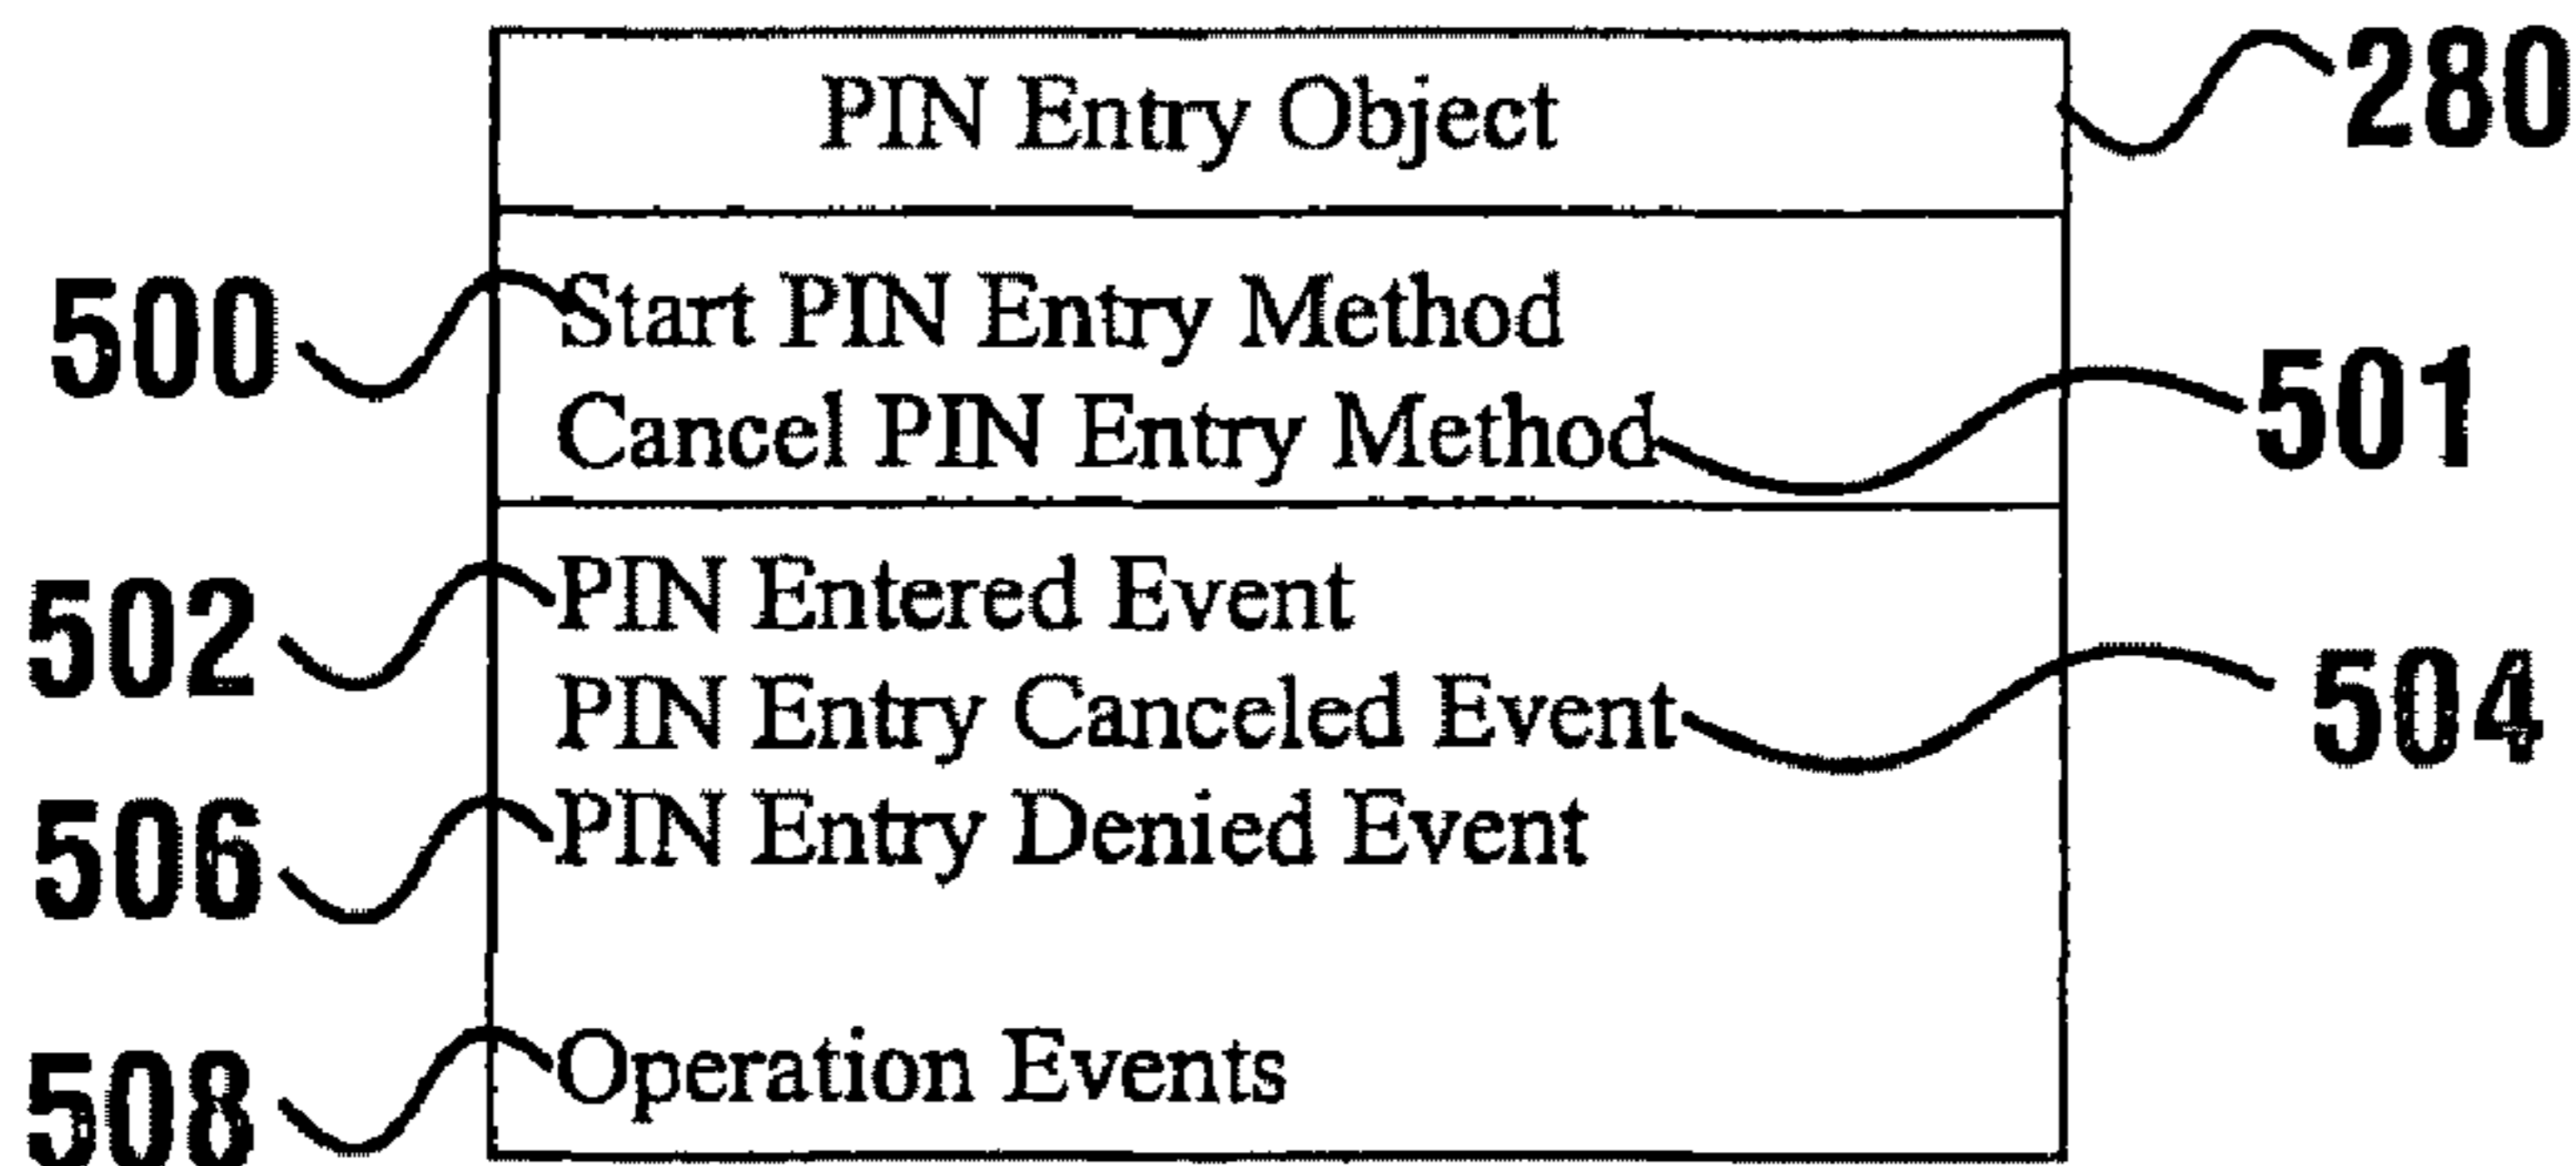 PIN Entry Object
280
500
Start PIN Entry Method
Cancel PIN Entry Method
501
502
PIN Entered Event
PIN Entry Canceled Event
504
506
PIN Entry Denied Event
508
Operation Events